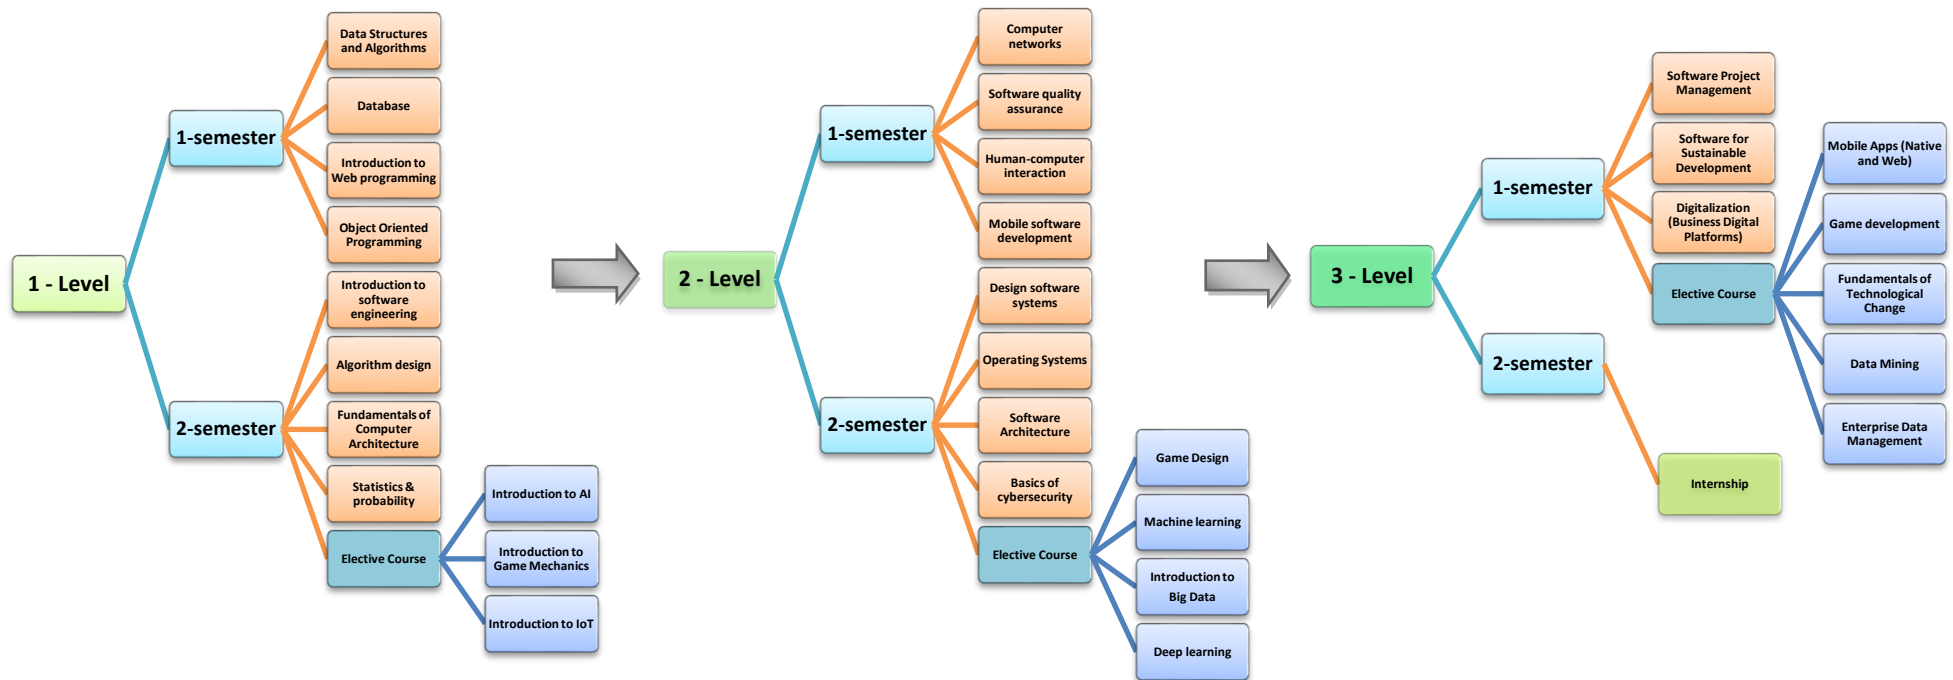 1 - Level
1-semester
Data Structures
and Algorithms
Database
Introduction to
Web programming
Object Oriented
Programming
2-semester
Introduction to
software
engineering
Algorithm design
Fundamentals of
Computer
Architecture
Statistics &
probability
Elective Course
Introduction to AI
Introduction to
Game Mechanics
Introduction to IoT
2 - Level
1-semester
Computer
networks
Software quality
assurance
Human-computer
interaction
Mobile software
development
2-semester
Design software
systems
Operating Systems
Software
Architecture
Basics of
cybersecurity
Elective Course
Game Design
Machine learning
Introduction to
Big Data
Deep learning
3 - Level
1-semester
Software Project
Management
Software for
Sustainable
Development
Digitalization
(Business Digital
Platforms)
Elective Course
Mobile Apps (Native
and Web)
Game development
Fundamentals of
Technological
Change
Data Mining
Enterprise Data
Management
2-semester
Internship